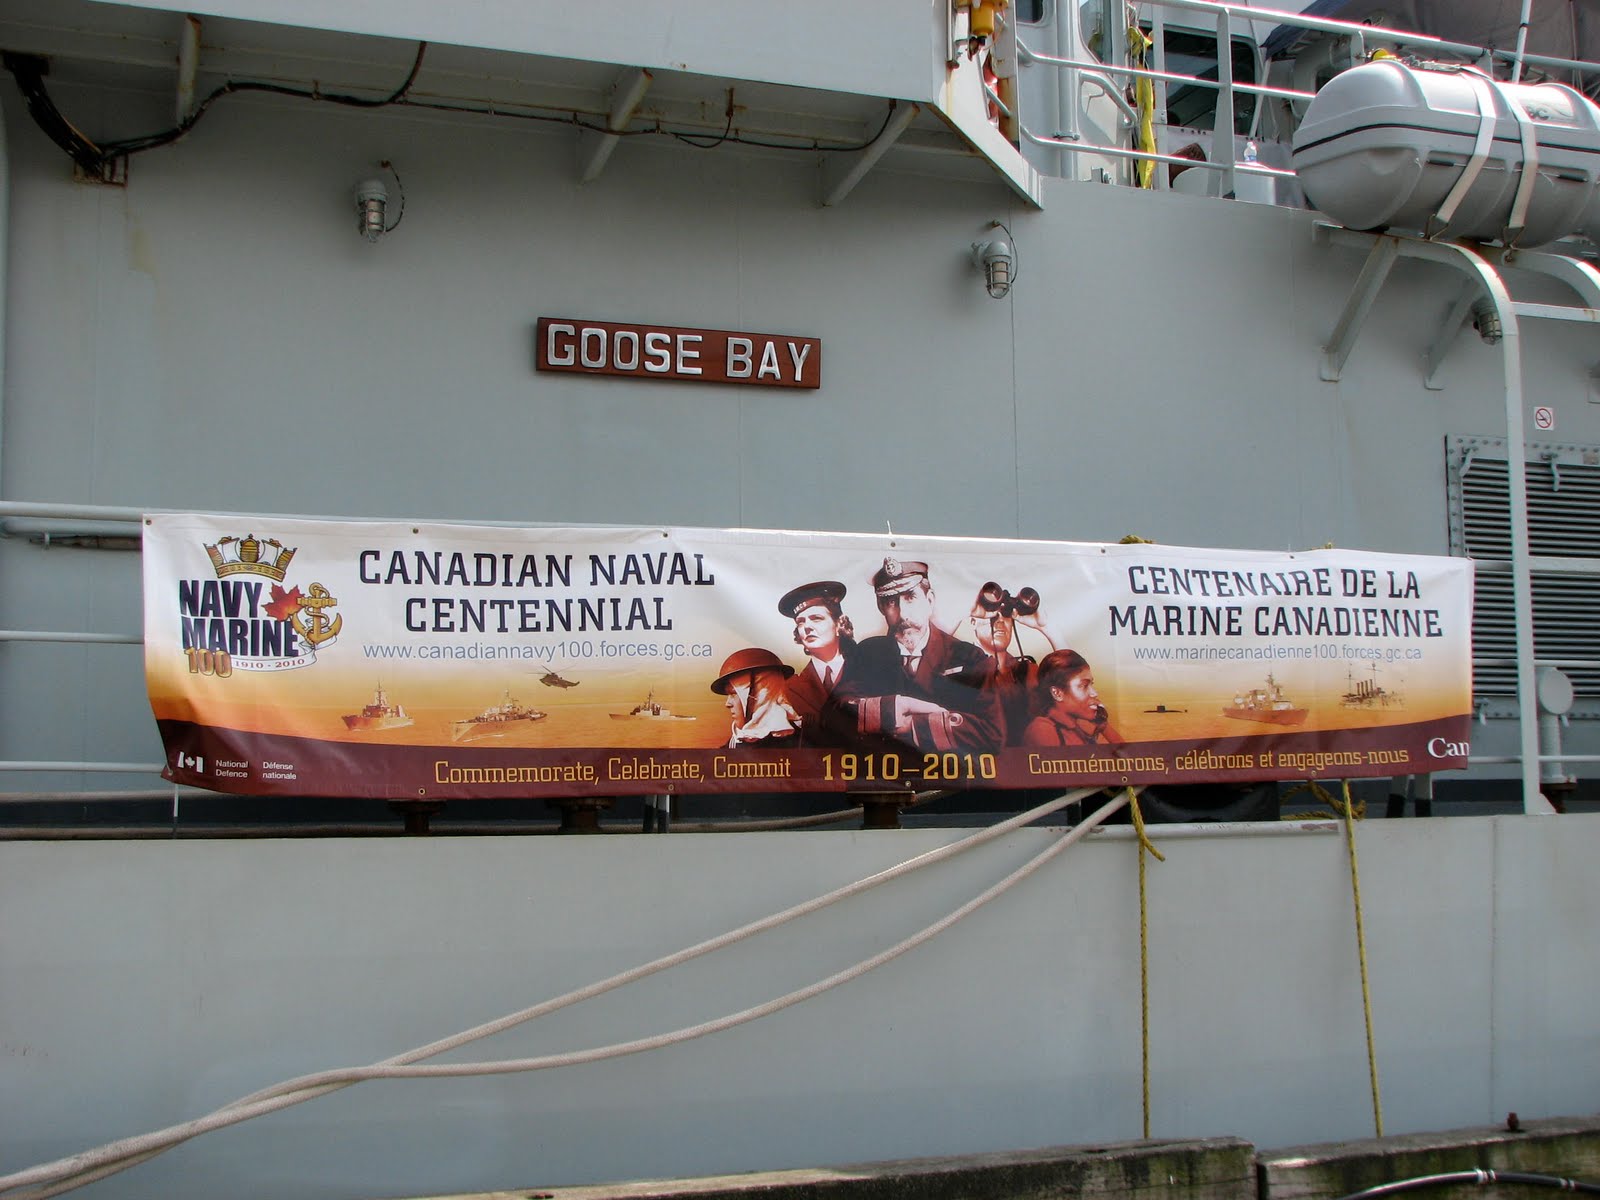 GOOSE BAY
CANADIAN NAVAL
CENTENNIAL
www.canadiannavy100.forces.gc.ca
NAVY
MARINE
100 1910 - 2010
CENTENAIRE DE LA
MARINE CANADIENNE
www.marinecanadienne100.forces.gc.ca
National
Defence
Défense
nationale
Commemorate, Celebrate, Commit 1910-2010 Commémorons, célébrons et engageons-nous
Can